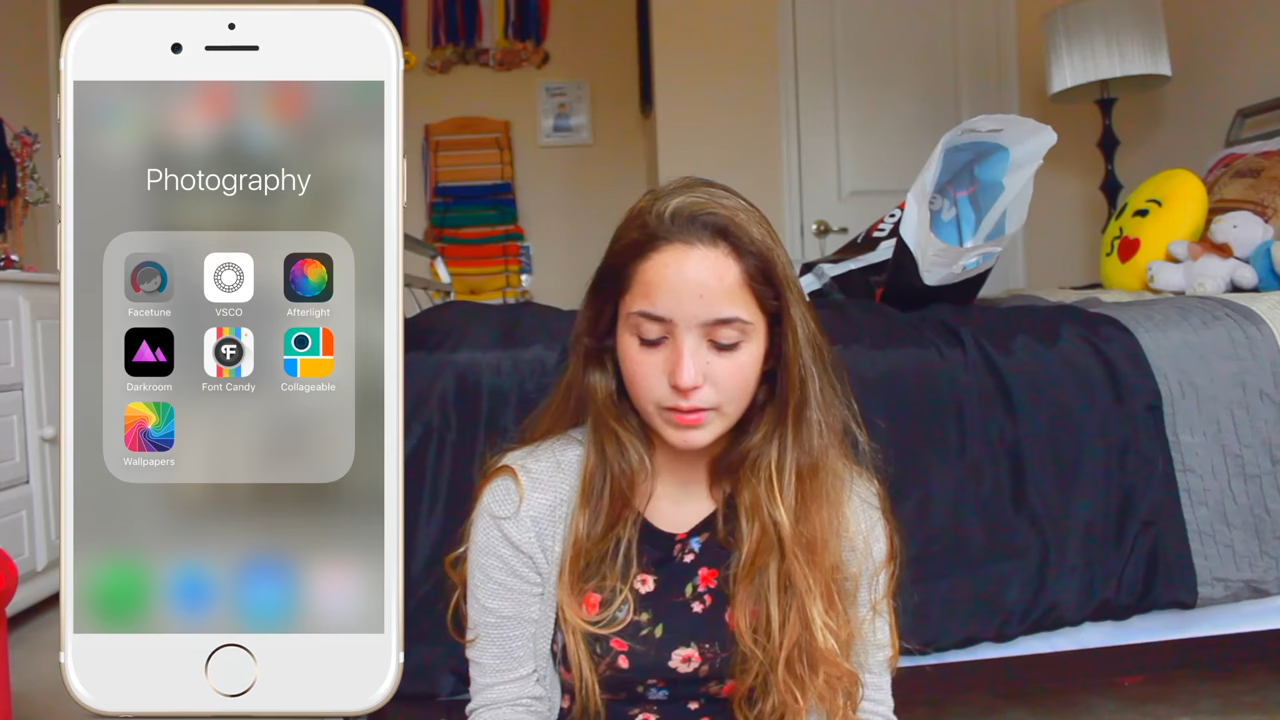 Photography
Facetune
VSCO
Afterlight
Darkroom
Font Candy
Collageable
Wallpapers